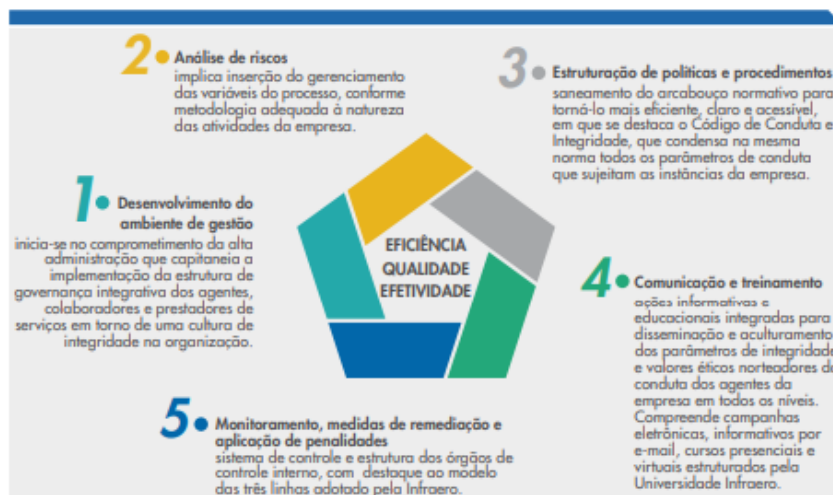 1
Desenvolvimento do
ambiente de gestão
inicia-se no comprometimento da alta
administração que capitaneia a
implementação da estrutura de
governança integrativa dos agentes,
colaboradores e prestadores de
serviços em torno de uma cultura de
integridade na organização.
2
Análise de riscos
implica inserção do gerenciamento
das variáveis do processo, conforme
metodologia adequada à natureza
das atividades da empresa.
3
Estruturação de políticas e procedimentos
saneamento do arcabouço normativo para
torná-lo mais eficiente, claro e acessível,
em que se destaca o Código de Conduta e
Integridade, que condensa na mesma
norma todos os parâmetros de conduta
que sujeitam as instâncias da empresa.
4
Comunicação e treinamento
ações informativas e
educacionais integradas para
disseminação e aculturamento
dos parâmetros de integridade
e valores éticos norteadores de
conduta dos agentes da
empresa em todos os níveis.
Compreende campanhas
eletrônicas, informativos por
e-mail, cursos presenciais e
virtuais estruturados pela
Universidade Infraero.
5
Monitoramento, medidas de remediação e
aplicação de penalidades
sistema de controle e estrutura dos órgãos de
controle interno, com destaque ao modelo
das três linhas adotado pela Infraero.
EFICIÊNCIA
QUALIDADE
EFETIVIDADE